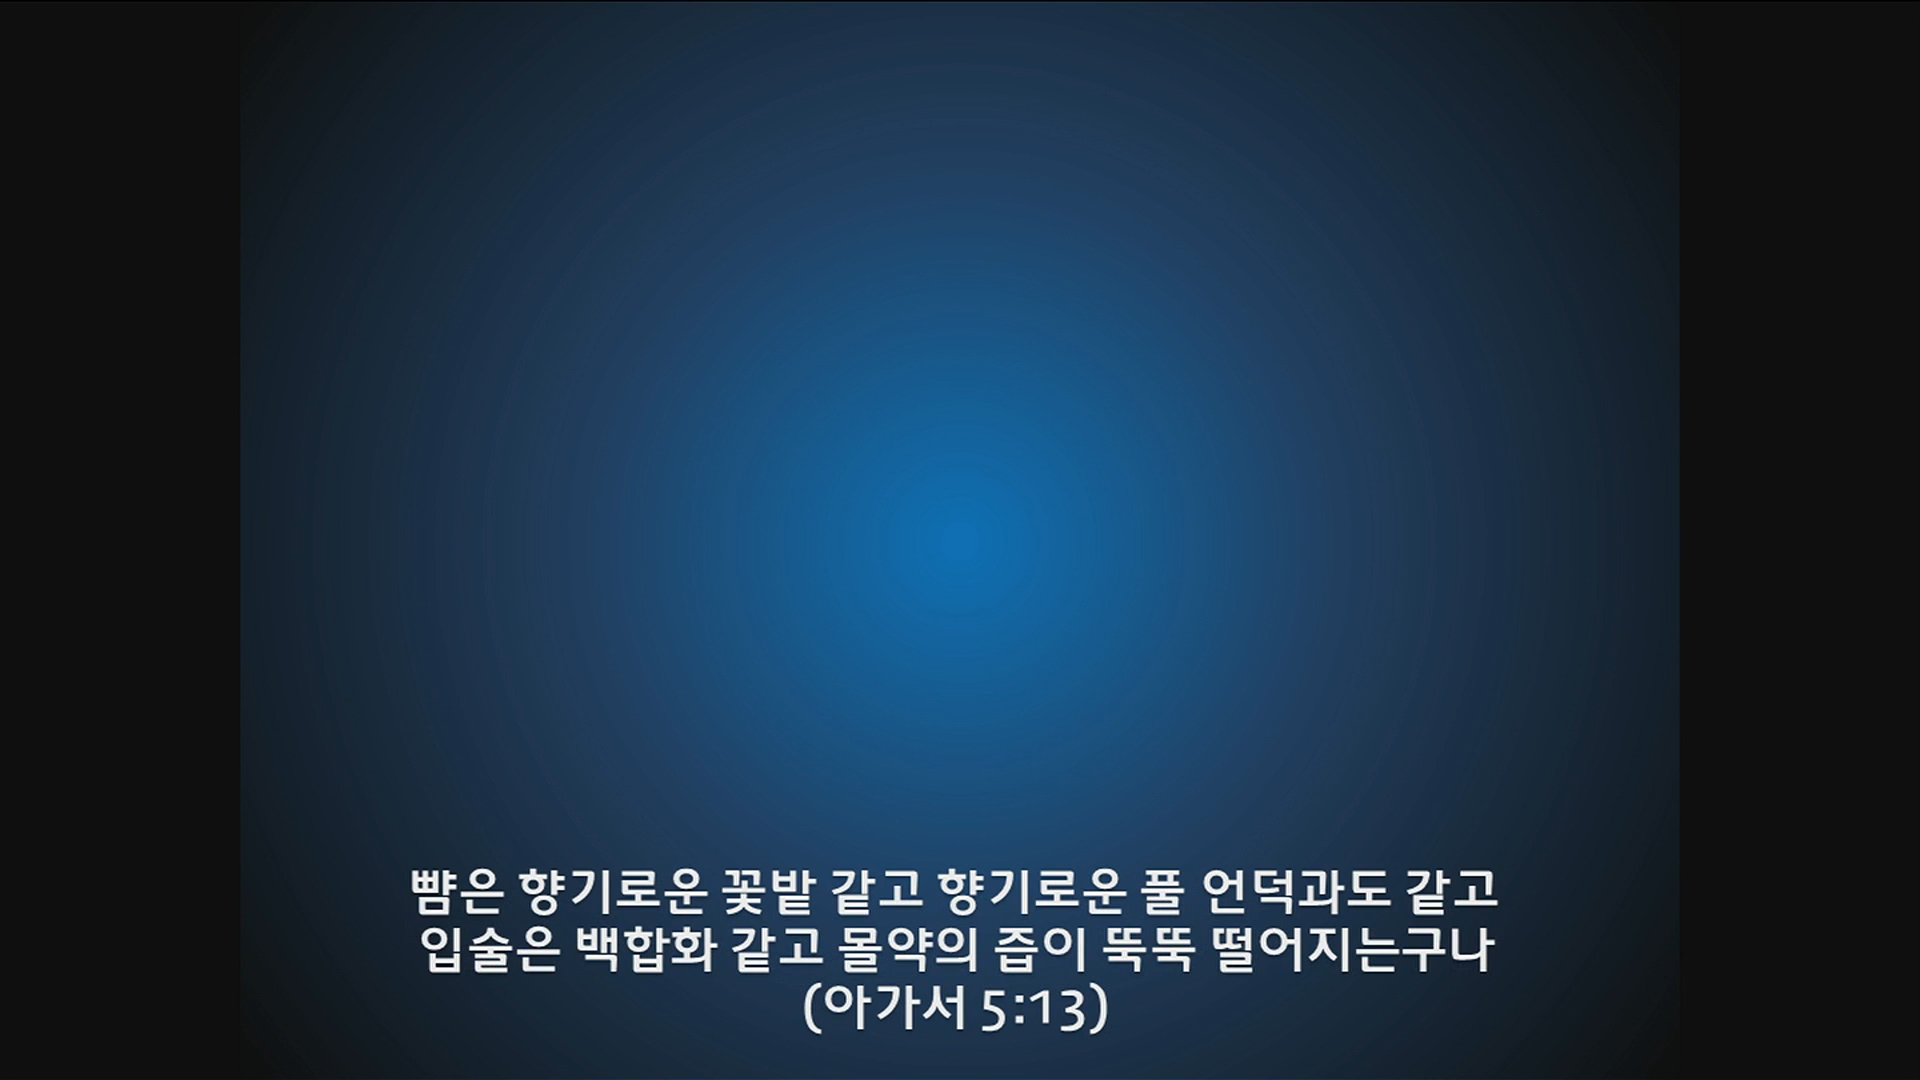 뺨은 향기로운 꽃밭 같고 향기로운 풀 언덕과도 같고
입술은 백합화 같고 몰약의 즙이 뚝뚝 떨어지는구나
(아가서 5:13)